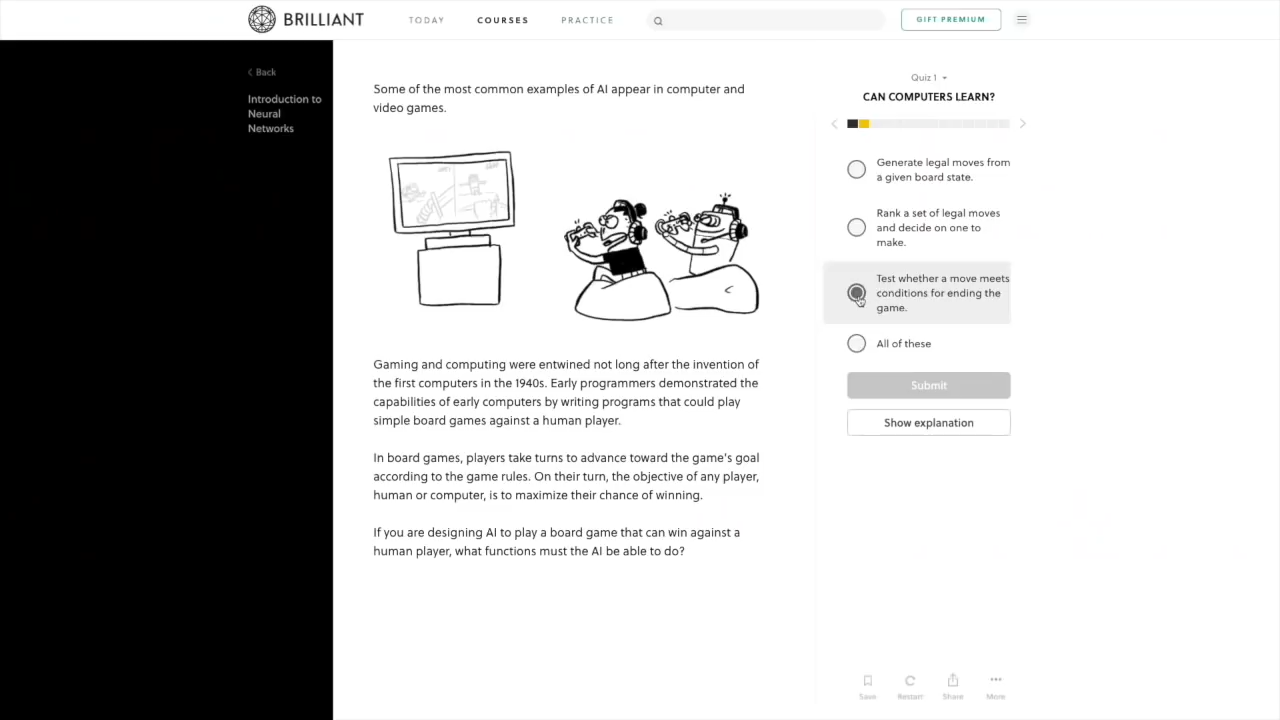 BRILLIANT
TODAY
COURSES
PRACTICE
GIFT PREMIUM
Back
Introduction to
Neural
Networks
Some of the most common examples of AI appear in computer and
video games.
Gaming and computing were entwined not long after the invention of
the first computers in the 1940s. Early programmers demonstrated the
capabilities of early computers by writing programs that could play
simple board games against a human player.
In board games, players take turns to advance toward the game's goal
according to the game rules. On their turn, the objective of any player,
human or computer, is to maximize their chance of winning.
If you are designing AI to play a board game that can win against a
human player, what functions must the AI be able to do?
Quiz 1
CAN COMPUTERS LEARN?
Generate legal moves from
a given board state.
Rank a set of legal moves
and decide on one to
make.
Test whether a move meets
conditions for ending the
game.
All of these
Submit
Show explanation
Save
Restart
Share
More